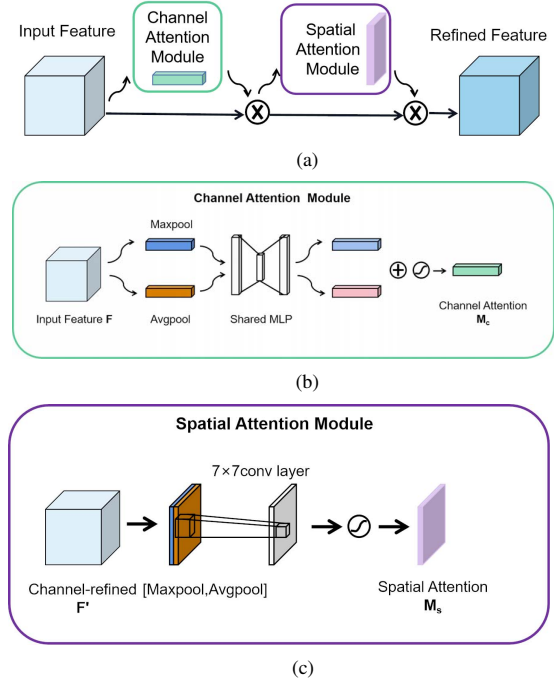 Input Feature
Channel
Attention
Module
Spatial
Attention
Module
Refined Feature
X
X
(a)
Channel Attention Module
Maxpool
Input Feature F
Avgpool
Shared MLP
Channel Attention
Mc
(b)
Spatial Attention Module
7×7conv layer
Channel-refined
F'
[Maxpool,Avgpool]
Spatial Attention
Ms
(c)